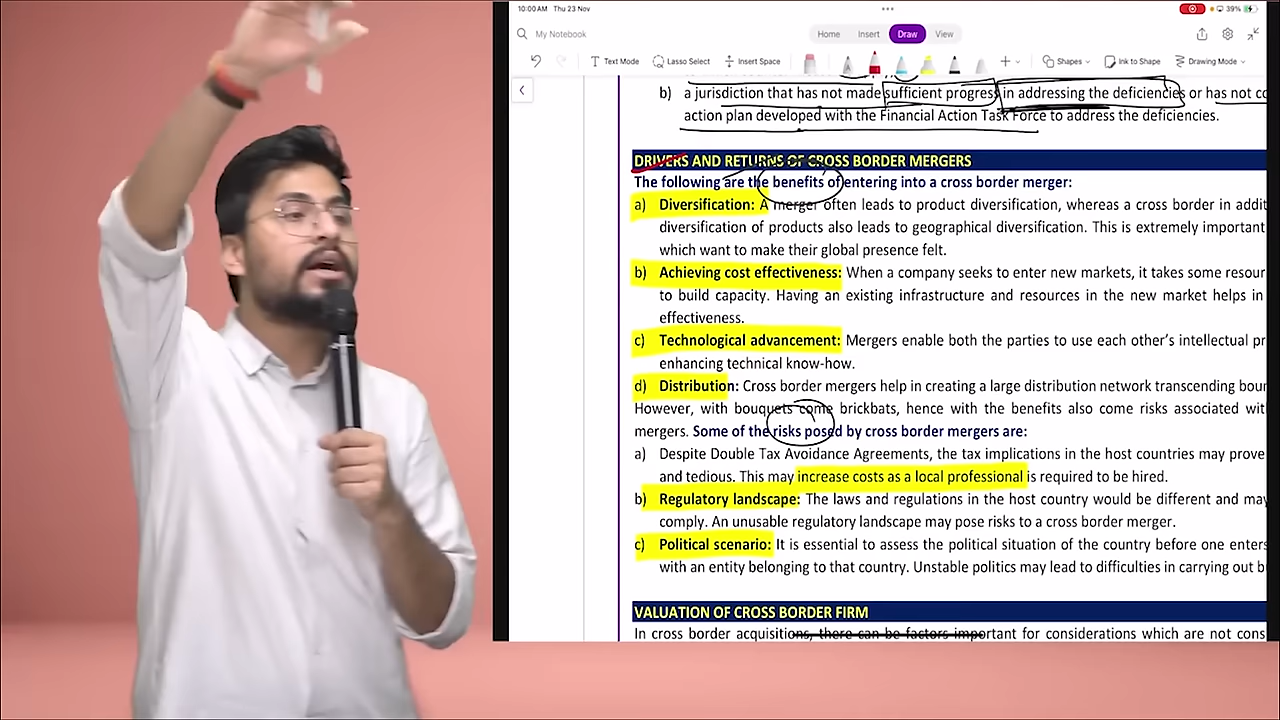 10:00 AM Thu 23 Nov
39%
My Notebook
Home Insert Draw View
Text Mode Lasso Select Insert Space Shapes Ink to Shape Drawing Mode
b) a jurisdiction that has not made sufficient progress in addressing the deficiencies or has not
action plan developed with the Financial Action Task Force to address the deficiencies.
DRIVERS AND RETURNS OF CROSS BORDER MERGERS
The following are the benefits of entering into a cross border merger:
a) Diversification: A merger often leads to product diversification, whereas a cross border in
diversification of products also leads to geographical diversification. This is extremely important
which want to make their global presence felt.
b) Achieving cost effectiveness: When a company seeks to enter new markets, it takes some
to build capacity. Having an existing infrastructure and resources in the new market helps in
effectiveness.
c) Technological advancement: Mergers enable both the parties to use each other's intellectual
enhancing technical know-how.
d) Distribution: Cross border mergers help in creating a large distribution network transcending
However, with bouquets come brickbats, hence with the benefits also come risks associated
mergers. Some of the risks posed by cross border mergers are:
a) Despite Double Tax Avoidance Agreements, the tax implications in the host countries may prove
and tedious. This may increase costs as a local professional is required to be hired.
b) Regulatory landscape: The laws and regulations in the host country would be different and
comply. An unusable regulatory landscape may pose risks to a cross border merger.
c) Political scenario: It is essential to assess the political situation of the country before one
with an entity belonging to that country. Unstable politics may lead to difficulties in carrying out
VALUATION OF CROSS BORDER FIRM
In cross border acquisitions, there can be factors important for considerations which are not